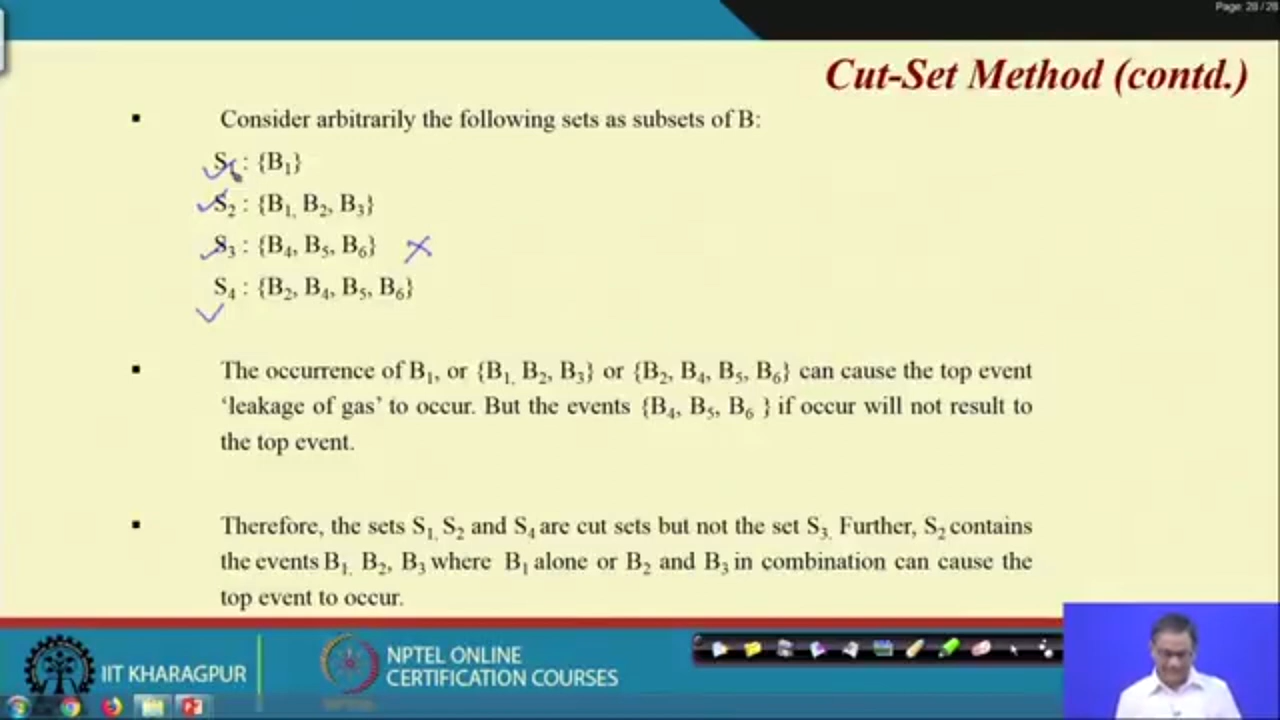 Page: 28 / 28
Cut-Set Method (contd.)
▪ Consider arbitrarily the following sets as subsets of B:
S₁ : {B₁}
S₂ : {B₁, B₂, B₃}
S₃ : {B₄, B₅, B₆}
S₄ : {B₂, B₄, B₅, B₆}
▪ The occurrence of B₁, or {B₁, B₂, B₃} or {B₂, B₄, B₅, B₆} can cause the top event
‘leakage of gas’ to occur. But the events {B₄, B₅, B₆ } if occur will not result to
the top event.
▪ Therefore, the sets S₁, S₂ and S₄ are cut sets but not the set S₃. Further, S₂ contains
the events B₁, B₂, B₃ where B₁ alone or B₂ and B₃ in combination can cause the
top event to occur.
IIT KHARAGPUR
NPTEL ONLINE
CERTIFICATION COURSES